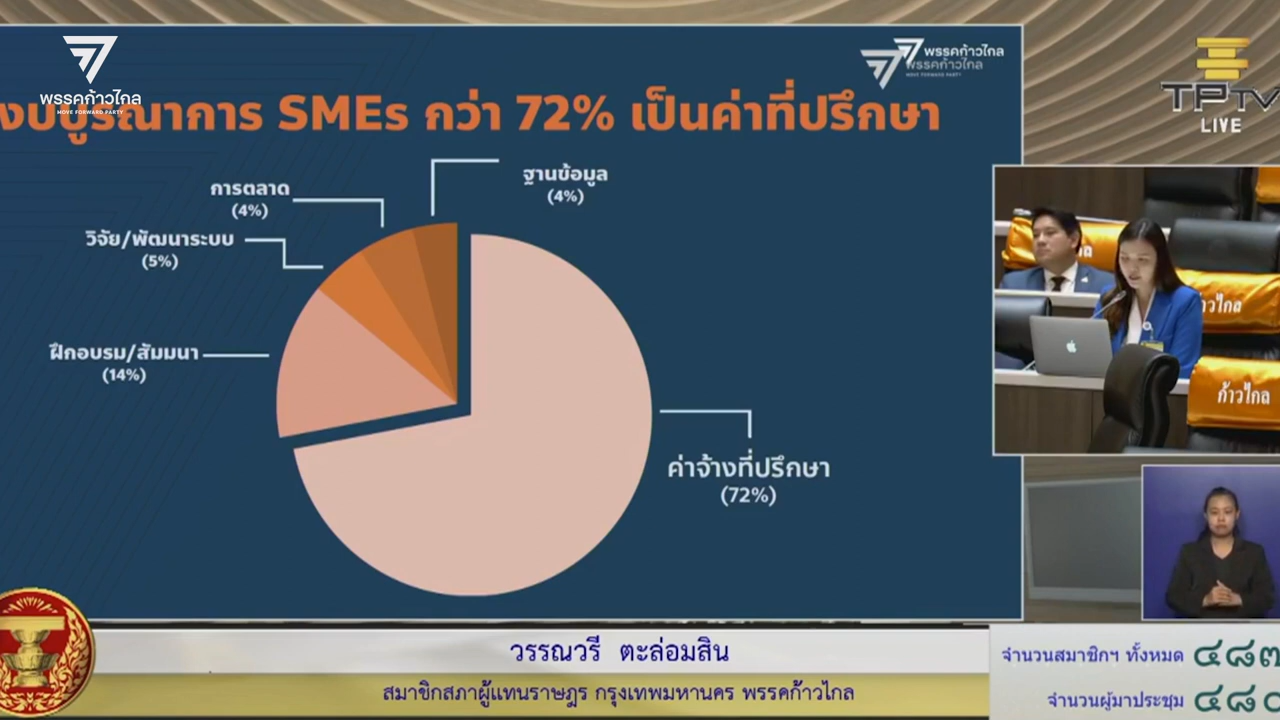 พรรคก้าวไกล
MOVE FORWARD PARTY
พรรคก้าวไกล
พรรคก้าวไกล
MOVE FORWARD PARTY
TPTV
LIVE
งบบูรณาการ SMEs กว่า 72% เป็นค่าที่ปรึกษา
ฐานข้อมูล
(4%)
การตลาด
(4%)
วิจัย/พัฒนาระบบ
(5%)
ฝึกอบรม/สัมมนา
(14%)
ค่าจ้างที่ปรึกษา
(72%)
ก้าวไกล
วรรณวรี ตะล่อมสิน
สมาชิกสภาผู้แทนราษฎร กรุงเทพมหานคร พรรคก้าวไกล
จำนวนสมาชิกฯ ทั้งหมด ๔๘๓
จำนวนผู้มาประชุม ๔๘๐